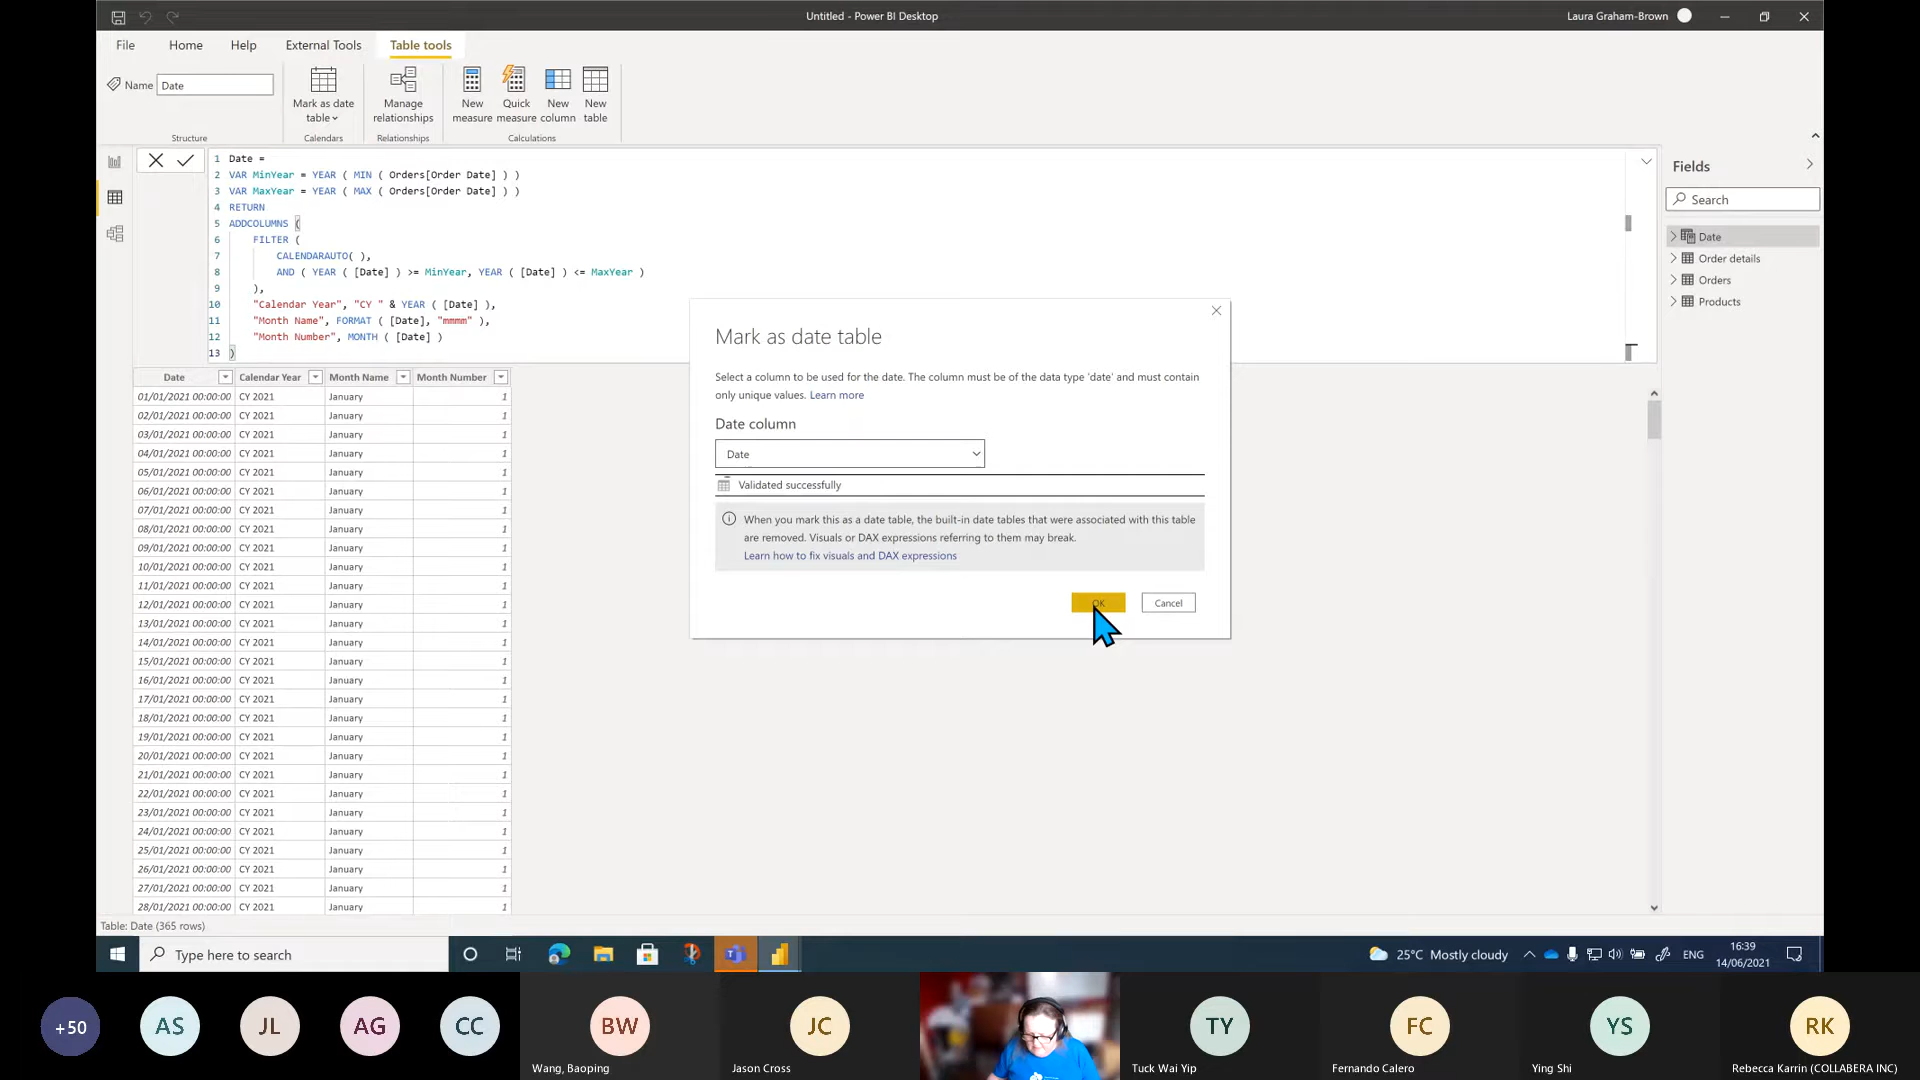 Untitled - Power BI Desktop
Laura Graham-Brown
File
Home
Help
External Tools
Table tools
Name
Date
Mark as date
table
Manage
relationships
New
measure
Quick
measure
New
column
New
table
Structure
Calendars
Relationships
Calculations
1 Date =
2 VAR MinYear = YEAR ( MIN ( Orders[Order Date] ) )
3 VAR MaxYear = YEAR ( MAX ( Orders[Order Date] ) )
4 RETURN
5 ADDCOLUMNS (
6 FILTER (
7 CALENDARAUTO( ),
8 AND ( YEAR ( [Date] ) >= MinYear, YEAR ( [Date] ) <= MaxYear )
9 ),
10 "Calendar Year", "CY " & YEAR ( [Date] ),
11 "Month Name", FORMAT ( [Date], "mmmm" ),
12 "Month Number", MONTH ( [Date] )
13 )
Fields
Search
Date
Order details
Orders
Products
Mark as date table
Select a column to be used for the date. The column must be of the data type 'date' and must contain
only unique values. Learn more
Date column
Date
Validated successfully
When you mark this as a date table, the built-in date tables that were associated with this table
are removed. Visuals or DAX expressions referring to them may break.
Learn how to fix visuals and DAX expressions
OK
Cancel
Date Calendar Year Month Name Month Number
01/01/2021 00:00:00 CY 2021 January 1
02/01/2021 00:00:00 CY 2021 January 1
03/01/2021 00:00:00 CY 2021 January 1
04/01/2021 00:00:00 CY 2021 January 1
05/01/2021 00:00:00 CY 2021 January 1
06/01/2021 00:00:00 CY 2021 January 1
07/01/2021 00:00:00 CY 2021 January 1
08/01/2021 00:00:00 CY 2021 January 1
09/01/2021 00:00:00 CY 2021 January 1
10/01/2021 00:00:00 CY 2021 January 1
11/01/2021 00:00:00 CY 2021 January 1
12/01/2021 00:00:00 CY 2021 January 1
13/01/2021 00:00:00 CY 2021 January 1
14/01/2021 00:00:00 CY 2021 January 1
15/01/2021 00:00:00 CY 2021 January 1
16/01/2021 00:00:00 CY 2021 January 1
17/01/2021 00:00:00 CY 2021 January 1
18/01/2021 00:00:00 CY 2021 January 1
19/01/2021 00:00:00 CY 2021 January 1
20/01/2021 00:00:00 CY 2021 January 1
21/01/2021 00:00:00 CY 2021 January 1
22/01/2021 00:00:00 CY 2021 January 1
23/01/2021 00:00:00 CY 2021 January 1
24/01/2021 00:00:00 CY 2021 January 1
25/01/2021 00:00:00 CY 2021 January 1
26/01/2021 00:00:00 CY 2021 January 1
27/01/2021 00:00:00 CY 2021 January 1
28/01/2021 00:00:00 CY 2021 January 1
Table: Date (365 rows)
Type here to search
25°C Mostly cloudy
ENG
16:39
14/06/2021
+50
AS
JL
AG
CC
BW
JC
TY
FC
YS
RK
Wang, Baoping
Jason Cross
Tuck Wai Yip
Fernando Calero
Ying Shi
Rebecca Karrin (COLLABERA INC)